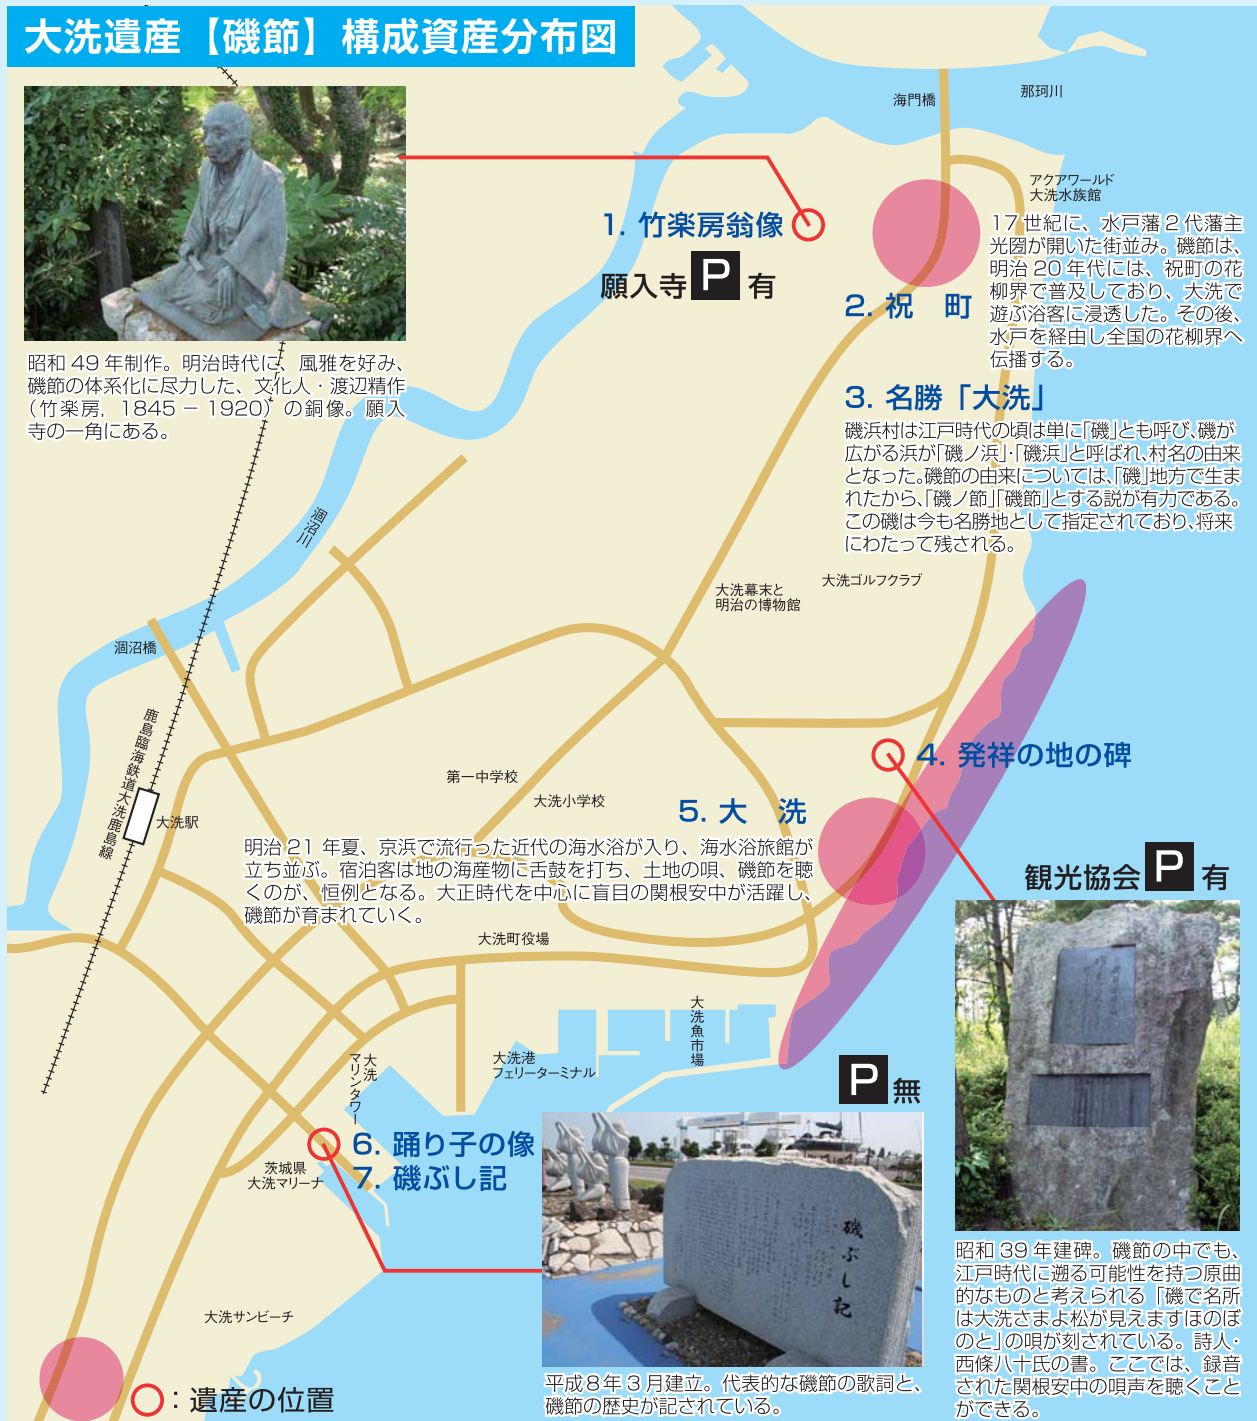 大洗遺産【磯節】構成資産分布図
海門橋
那珂川
アクアワールド
大洗水族館
1. 竹楽房翁像
願入寺 P 有
昭和 49 年制作。明治時代に、風雅を好み、
磯節の体系化に尽力した、文化人・渡辺精作
（竹楽房, 1845 － 1920）の銅像。願入
寺の一角にある。
2. 祝　町
17 世紀に、水戸藩 2 代藩主
光圀が開いた街並み。磯節は、
明治 20 年代には、祝町の花
柳界で普及しており、大洗で
遊ぶ浴客に浸透した。その後、
水戸を経由し全国の花柳界へ
伝播する。
3. 名勝「大洗」
磯浜村は江戸時代の頃は単に「磯」とも呼び、磯が
広がる浜が「磯ノ浜」・「磯浜」と呼ばれ、村名の由来
となった。磯節の由来については、「磯」地方で生ま
れたから、「磯ノ節」「磯節」とする説が有力である。
この磯は今も名勝地として指定されており、将来
にわたって残される。
涸沼川
大洗幕末と
明治の博物館
大洗ゴルフクラブ
涸沼橋
鹿島臨海鉄道大洗鹿島線
大洗駅
第一中学校
大洗小学校
4. 発祥の地の碑
5. 大　洗
明治 21 年夏、京浜で流行った近代の海水浴が入り、海水浴旅館が
立ち並ぶ。宿泊客は地の海産物に舌鼓を打ち、土地の唄、磯節を聴
くのが、恒例となる。大正時代を中心に盲目の関根安中が活躍し、
磯節が育まれていく。
観光協会 P 有
大洗町役場
大洗魚市場
大洗港
フェリーターミナル
大洗
マリンタワー
P 無
6. 踊り子の像
7. 磯ぶし記
茨城県
大洗マリーナ
磯ぶし記
昭和 39 年建碑。磯節の中でも、
江戸時代に遡る可能性を持つ原曲
的なものと考えられる「磯で名所
は大洗さまよ松が見えますほのぼ
のと」の唄が刻されている。詩人・
西條八十氏の書。ここでは、録音
された関根安中の唄声を聴くこと
ができる。
大洗サンビーチ
平成８年３月建立。代表的な磯節の歌詞と、
磯節の歴史が記されている。
：遺産の位置